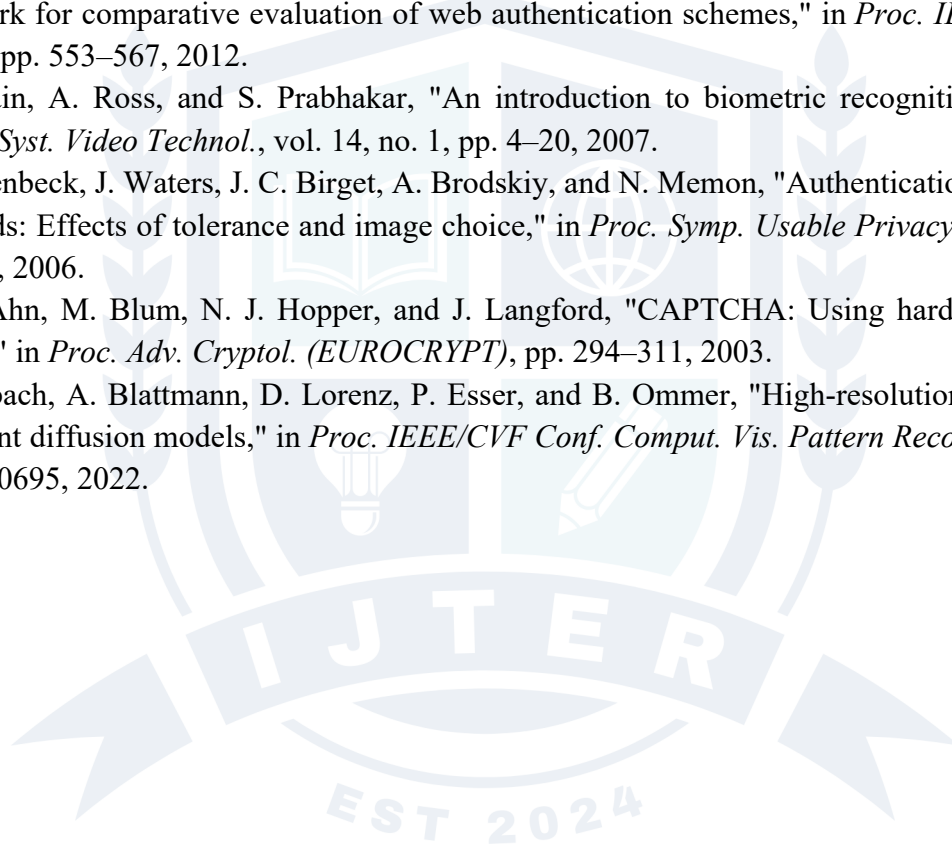 rk for comparative evaluation of web authentication schemes," in Proc. II
pp. 553–567, 2012.
in, A. Ross, and S. Prabhakar, "An introduction to biometric recogniti
Syst. Video Technol., vol. 14, no. 1, pp. 4–20, 2007.
enbeck, J. Waters, J. C. Birget, A. Brodskiy, and N. Memon, "Authenticatio
ds: Effects of tolerance and image choice," in Proc. Symp. Usable Privacy
, 2006.
Ahn, M. Blum, N. J. Hopper, and J. Langford, "CAPTCHA: Using hard
" in Proc. Adv. Cryptol. (EUROCRYPT), pp. 294–311, 2003.
bach, A. Blattmann, D. Lorenz, P. Esser, and B. Ommer, "High-resolution
nt diffusion models," in Proc. IEEE/CVF Conf. Comput. Vis. Pattern Reco
0695, 2022.
IJTER
EST 2024